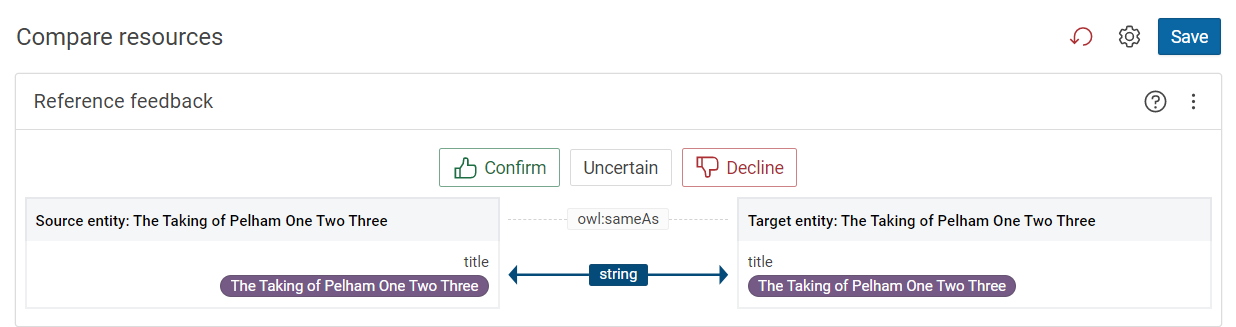 Compare resources
Save
Reference feedback
Confirm Uncertain Decline
Source entity: The Taking of Pelham One Two Three
owl:sameAs
Target entity: The Taking of Pelham One Two Three
title
The Taking of Pelham One Two Three
string
title
The Taking of Pelham One Two Three